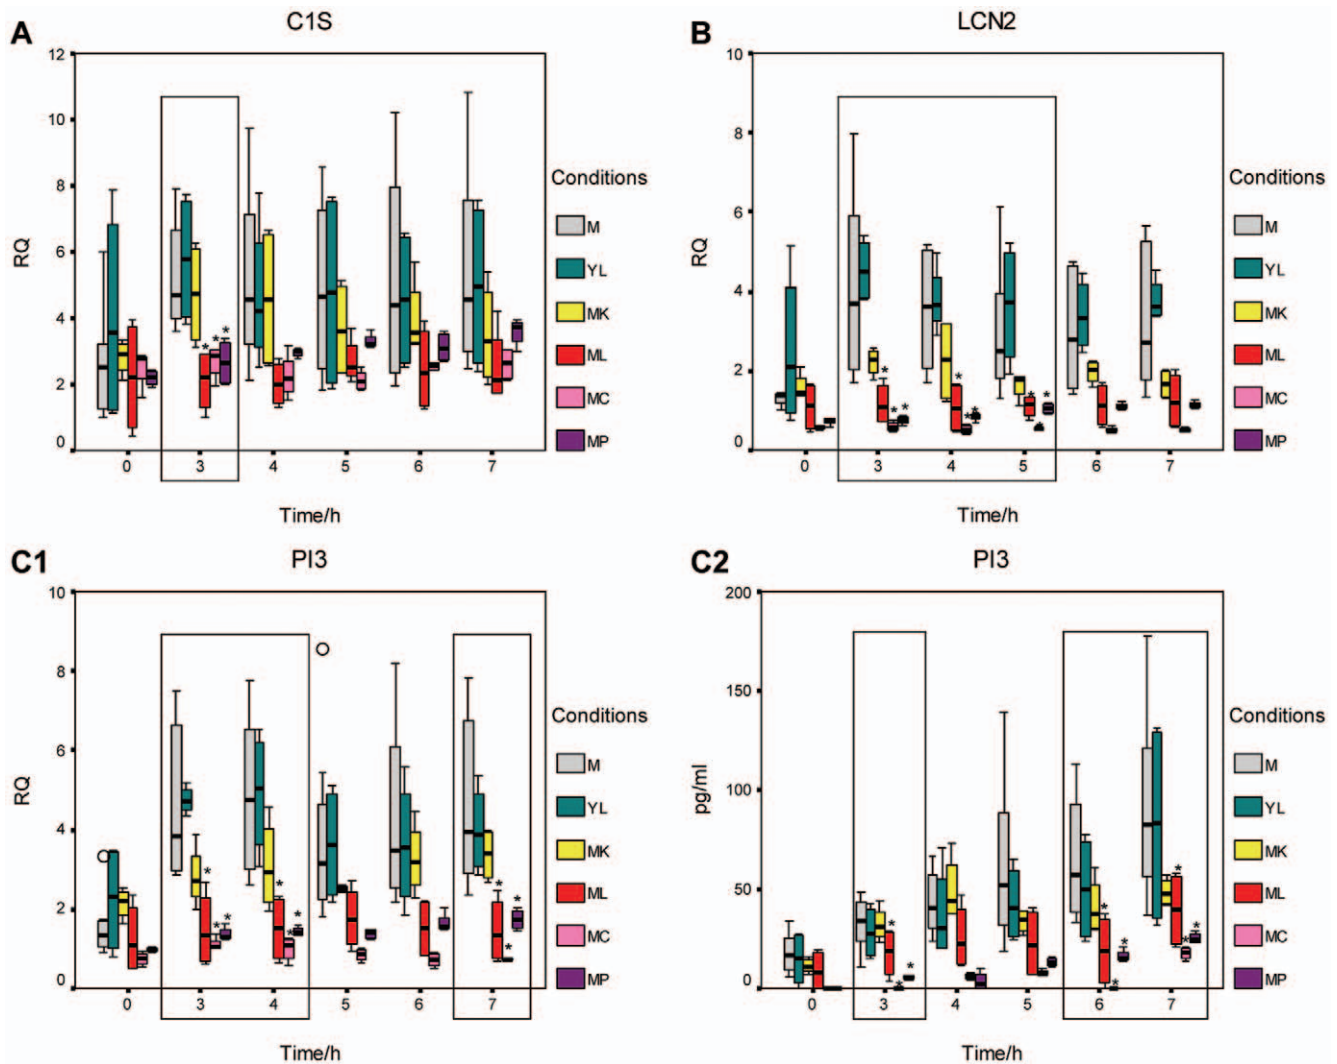 A
C1S
12
10
8
6
4
2
0
RQ
0 3 4 5 6 7
Time/h
Conditions
M
YL
MK
ML
MC
MP
* * *
B
LCN2
10
8
6
4
2
0
RQ
0 3 4 5 6 7
Time/h
Conditions
M
YL
MK
ML
MC
MP
* * * * * * * * *
C1
PI3
10
8
6
4
2
0
RQ
0 3 4 5 6 7
Time/h
Conditions
M
YL
MK
ML
MC
MP
* * * * * * * * *
C2
PI3
200
150
100
50
0
pg/ml
0 3 4 5 6 7
Time/h
Conditions
M
YL
MK
ML
MC
MP
* * * * * * * * *